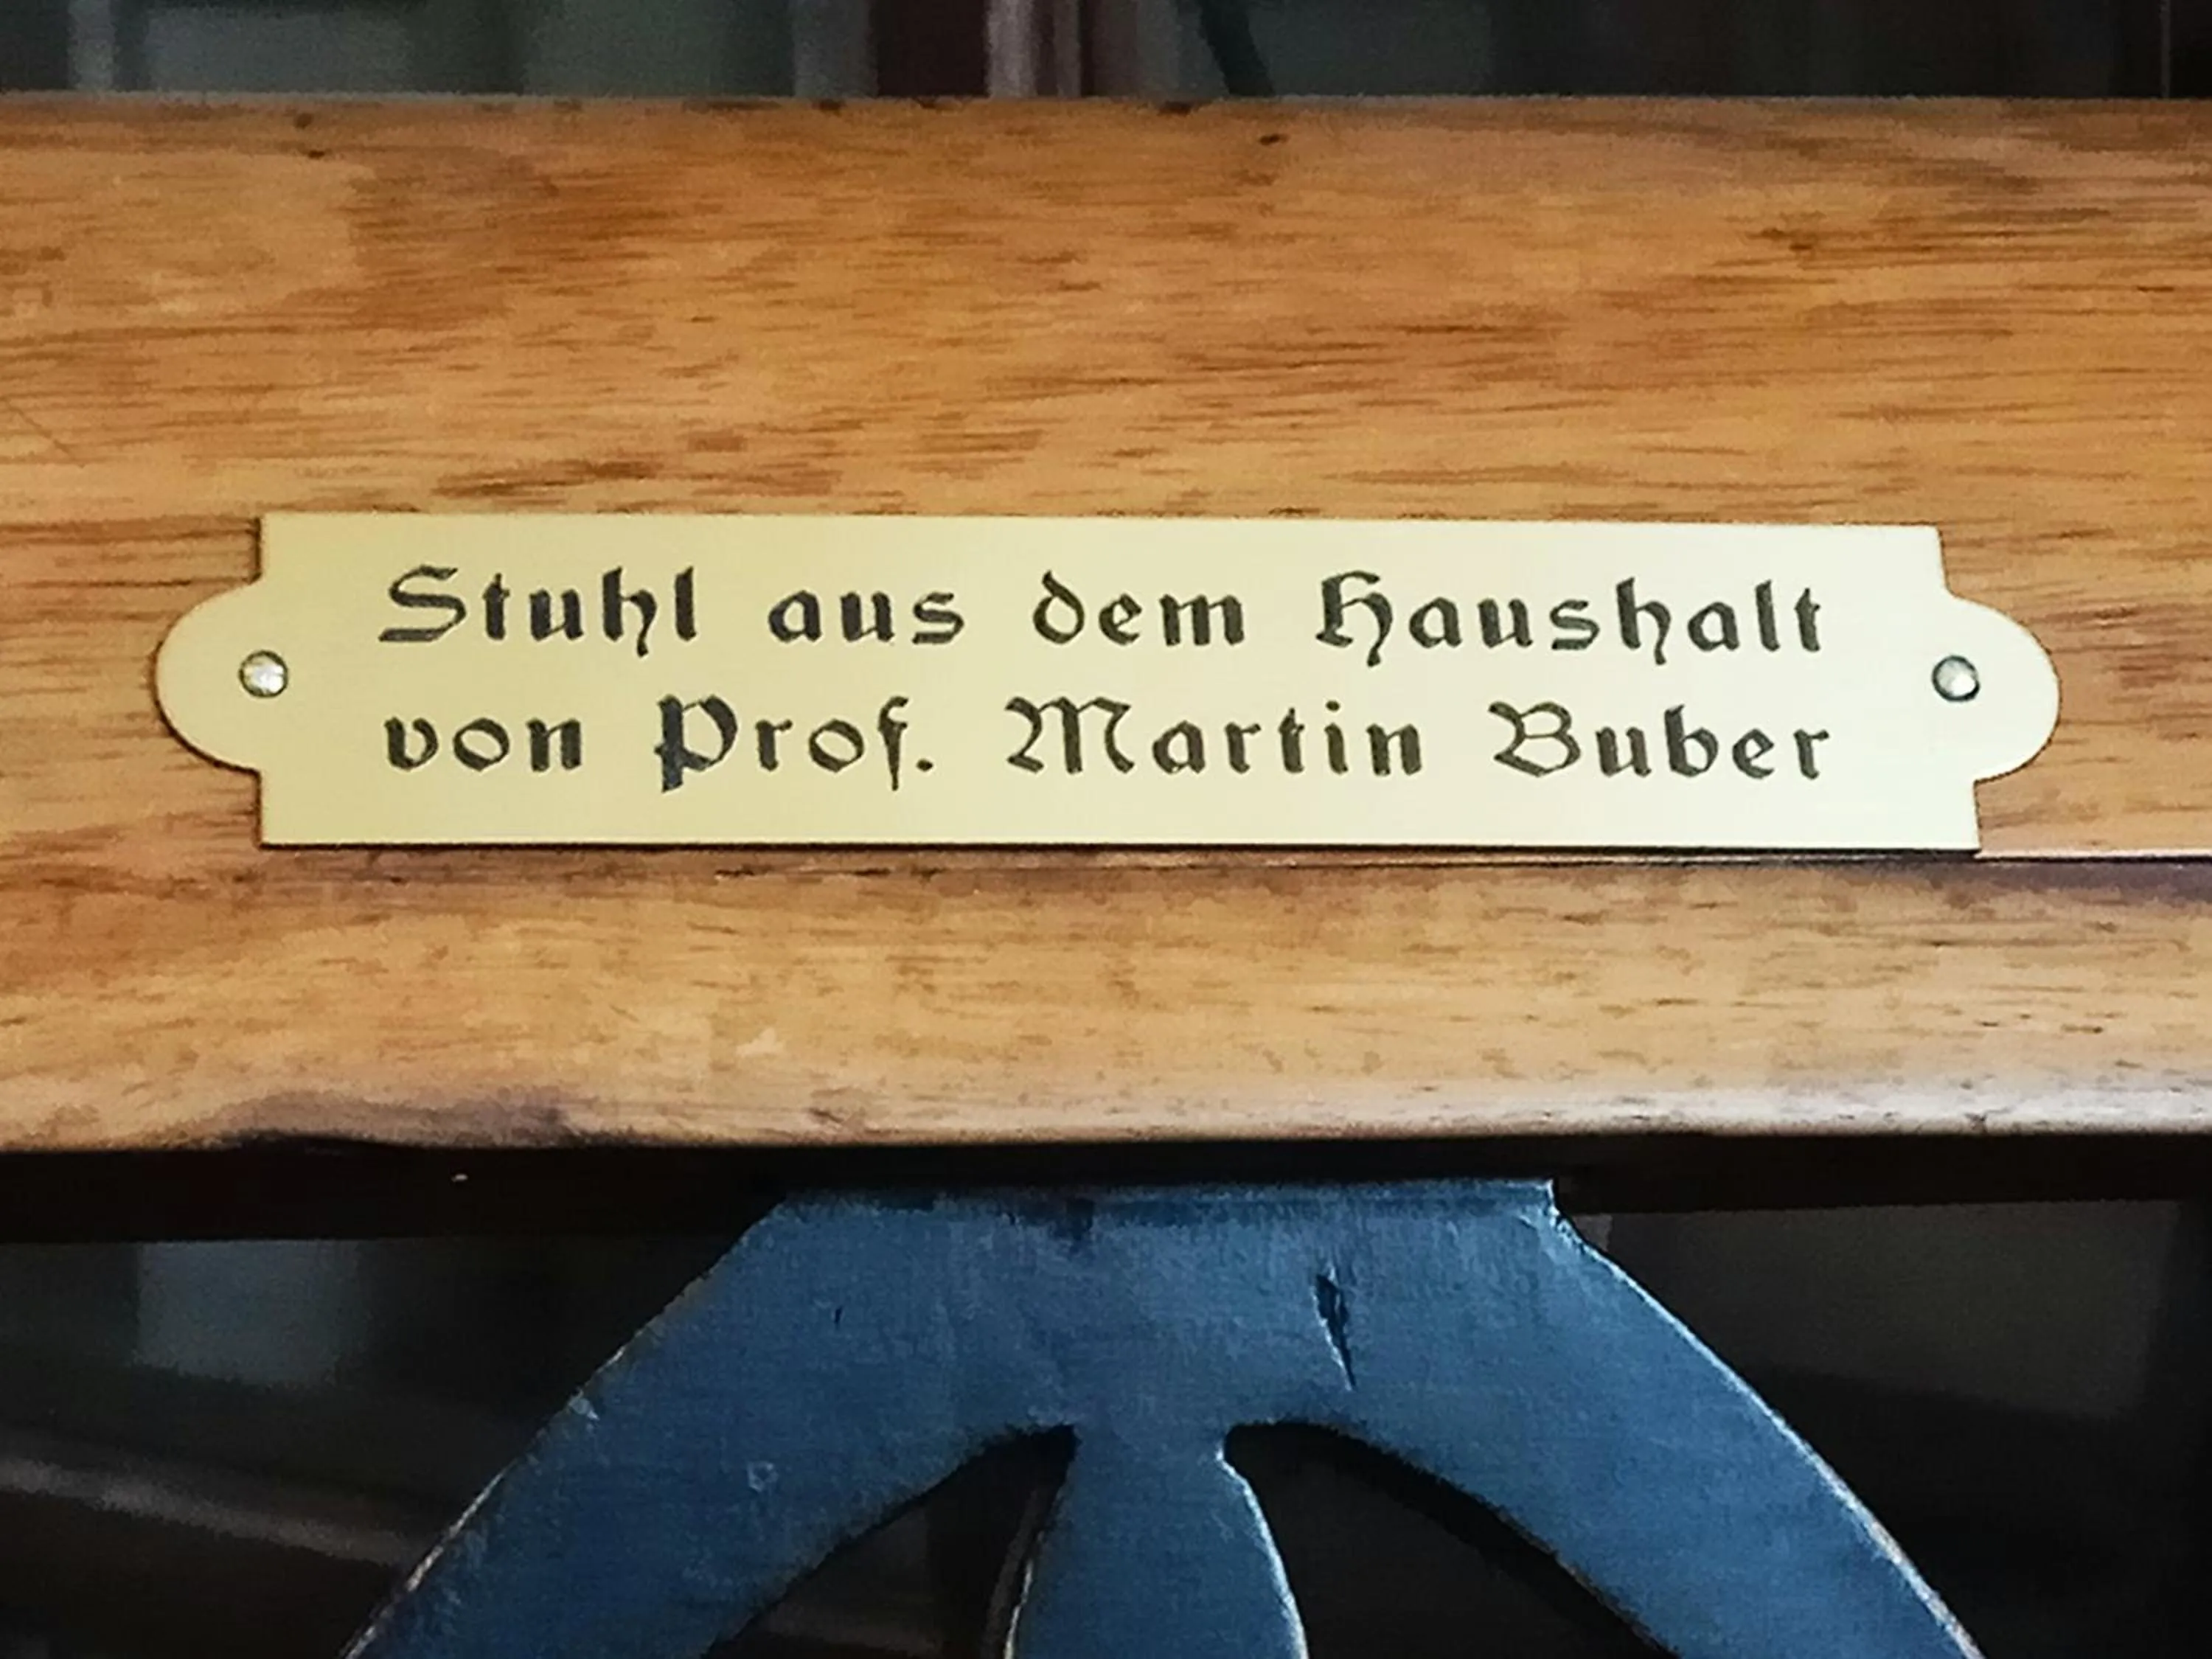 Stuhl aus dem Haushalt
von Prof. Martin Buber